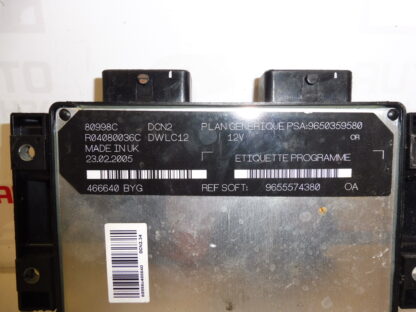 80998C DCN2 PLAN GENERIQUE PSA:9650359580
R04080036C DWLC12 12V OR
MADE IN UK
23.02.2005 ETIQUETTE PROGRAMME
466640 BYG REF SOFT: 9655574380 OA